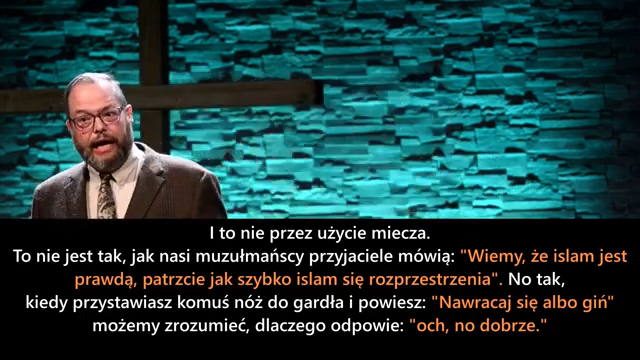 I to nie przez użycie miecza.
To nie jest tak, jak nasi muzułmańscy przyjaciele mówią: "Wiemy, że islam jest
prawdą, patrzcie jak szybko islam się rozprzestrzenia". No tak,
kiedy przystawiasz komuś nóż do gardła i powiesz: "Nawracaj się albo giń"
możemy zrozumieć, dlaczego odpowie: "och, no dobrze."